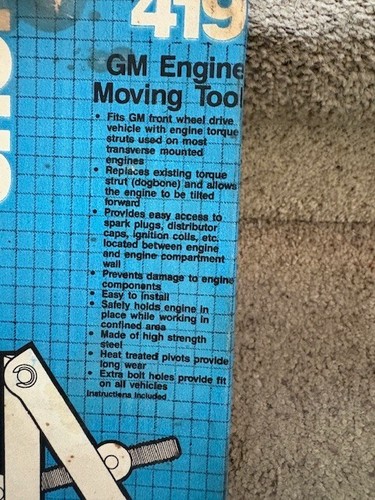 419
GM Engine
Moving Tool
• Fits GM front wheel drive
vehicle with engine torque
struts used on most
transverse mounted
engines
• Replaces existing torque
strut (dogbone) and allows
the engine to be tilted
forward
• Provides easy access to
spark plugs, distributor
caps, ignition coils, etc.
located between engine
and engine compartment
wall
• Prevents damage to engine
components
• Easy to install
• Safely holds engine in
place while working in
confined area
• Made of high strength
steel
• Heat treated pivots provide
long wear
• Extra bolt holes provide fit
on all vehicles
Instructions Included